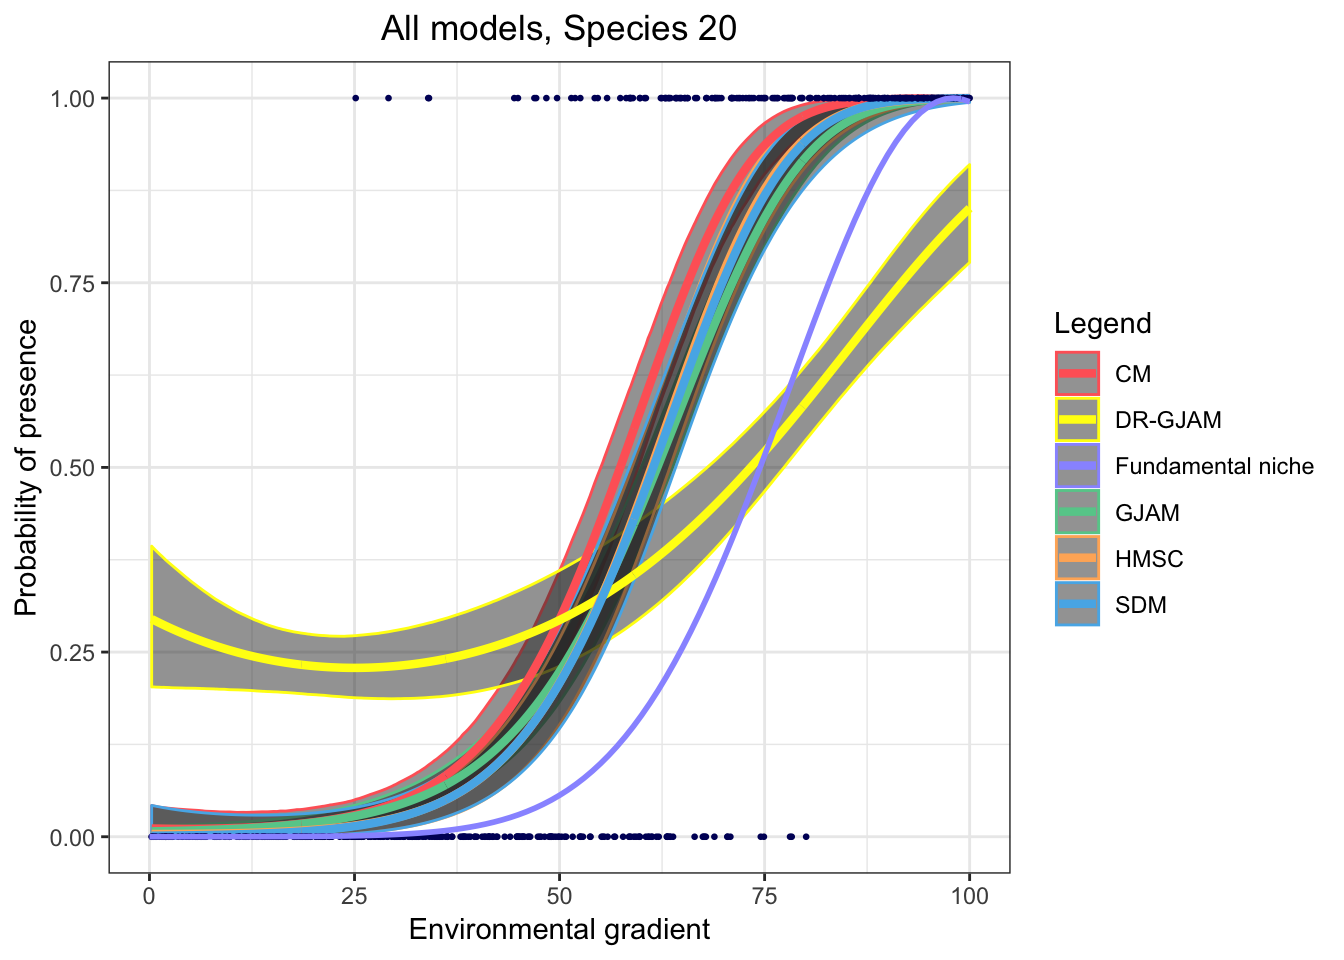 All models, Species 20
Probability of presence
1.00
0.75
0.50
0.25
0.00
0
25
50
75
100
Environmental gradient
Legend
CM
DR-GJAM
Fundamental niche
GJAM
HMSC
SDM